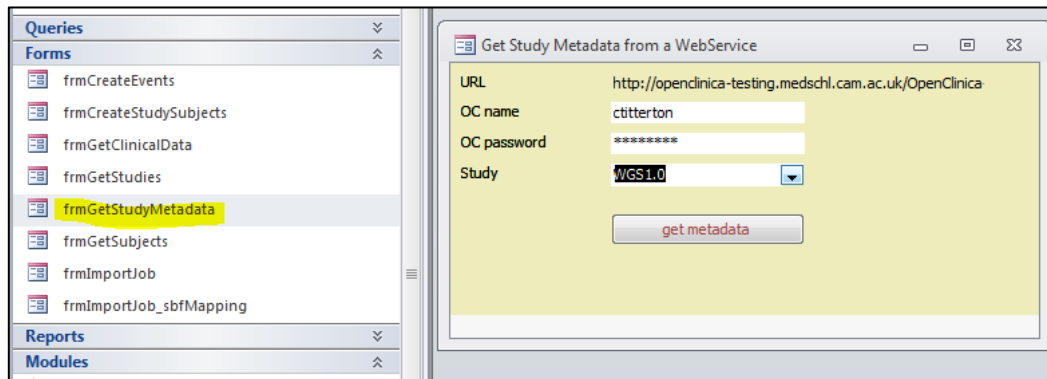 Queries
Forms
frmCreateEvents
frmCreateStudySubjects
frmGetClinicalData
frmGetStudies
frmGetStudyMetadata
frmGetSubjects
frmImportJob
frmImportJob_sbfMapping
Reports
Modules
Get Study Metadata from a WebService
URL http://openclinica-testing.medschl.cam.ac.uk/OpenClinica-
OC name ctitterton
OC password ********
Study WGS1.0
get metadata